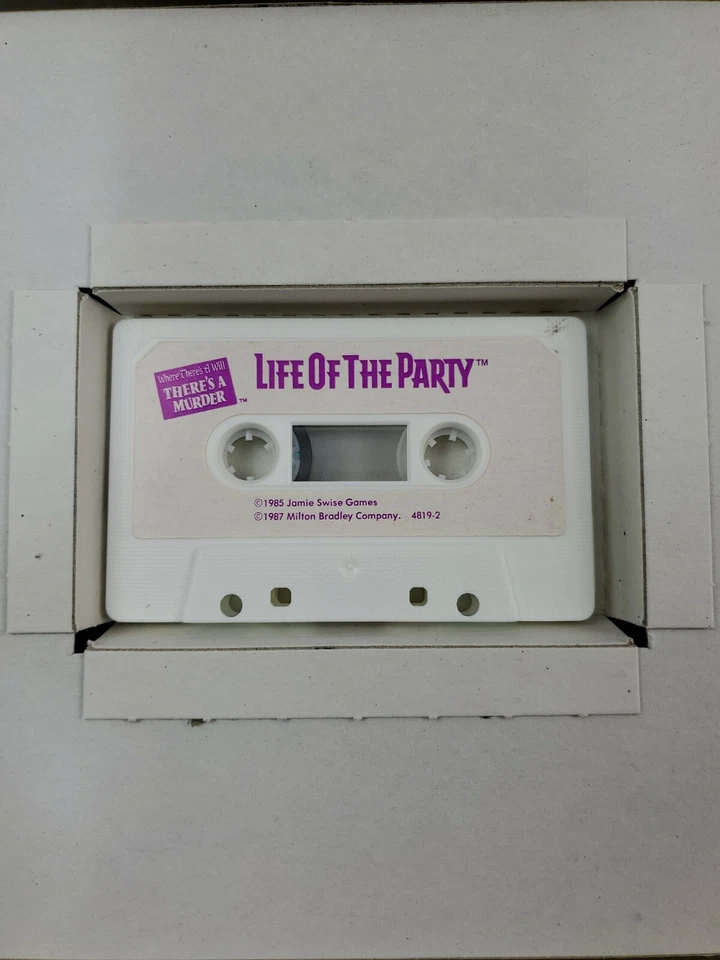 Where There's A Will
THERE'S A
MURDER ™
LIFE OF THE PARTY™
©1985 Jamie Swise Games
©1987 Milton Bradley Company. 4819-2